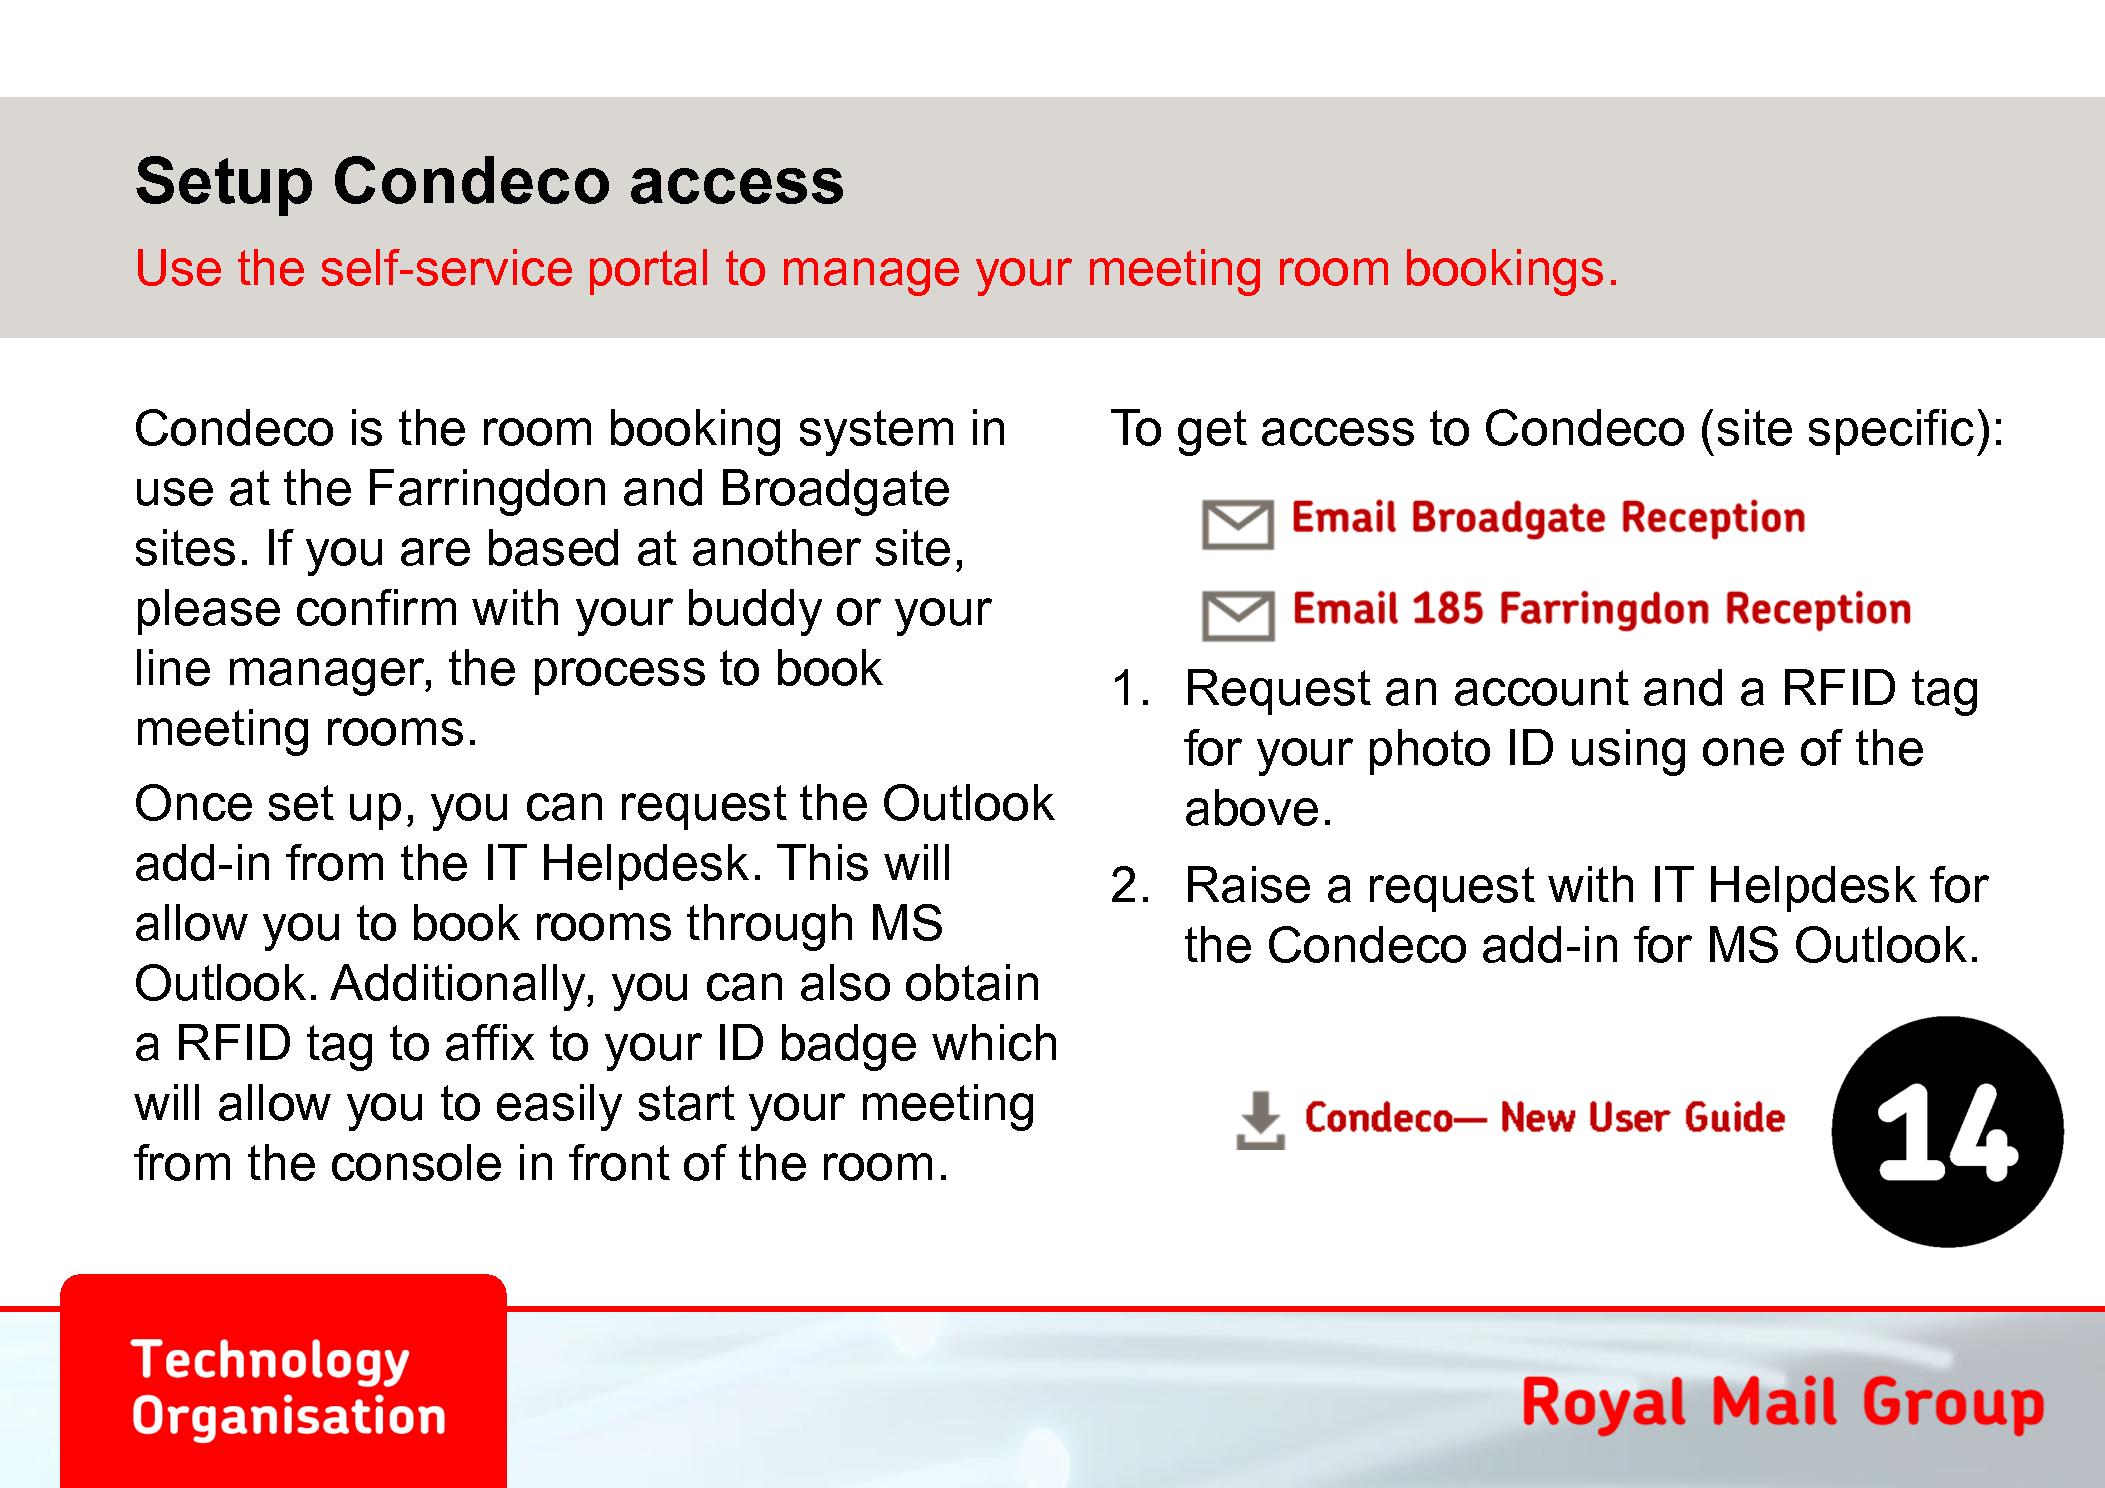 Setup Condeco access
Use the self-service portal to manage your meeting room bookings.
Condeco is the room booking system in
use at the Farringdon and Broadgate
sites. If you are based at another site,
please confirm with your buddy or your
line manager, the process to book
meeting rooms.
Once set up, you can request the Outlook
add-in from the IT Helpdesk. This will
allow you to book rooms through MS
Outlook. Additionally, you can also obtain
a RFID tag to affix to your ID badge which
will allow you to easily start your meeting
from the console in front of the room.
To get access to Condeco (site specific):
Email Broadgate Reception
Email 185 Farringdon Reception
1. Request an account and a RFID tag
for your photo ID using one of the
above.
2. Raise a request with IT Helpdesk for
the Condeco add-in for MS Outlook.
Condeco— New User Guide
14
Technology
Organisation
Royal Mail Group